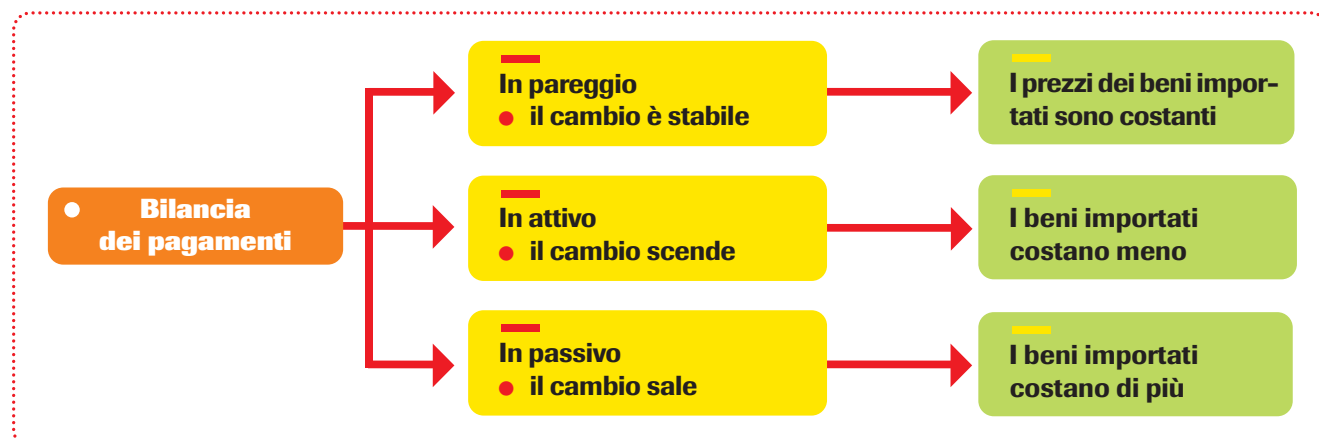 Bilancia
dei pagamenti
In pareggio
il cambio è stabile
I prezzi dei beni impor-
tati sono costanti
In attivo
il cambio scende
I beni importati
costano meno
In passivo
il cambio sale
I beni importati
costano di più